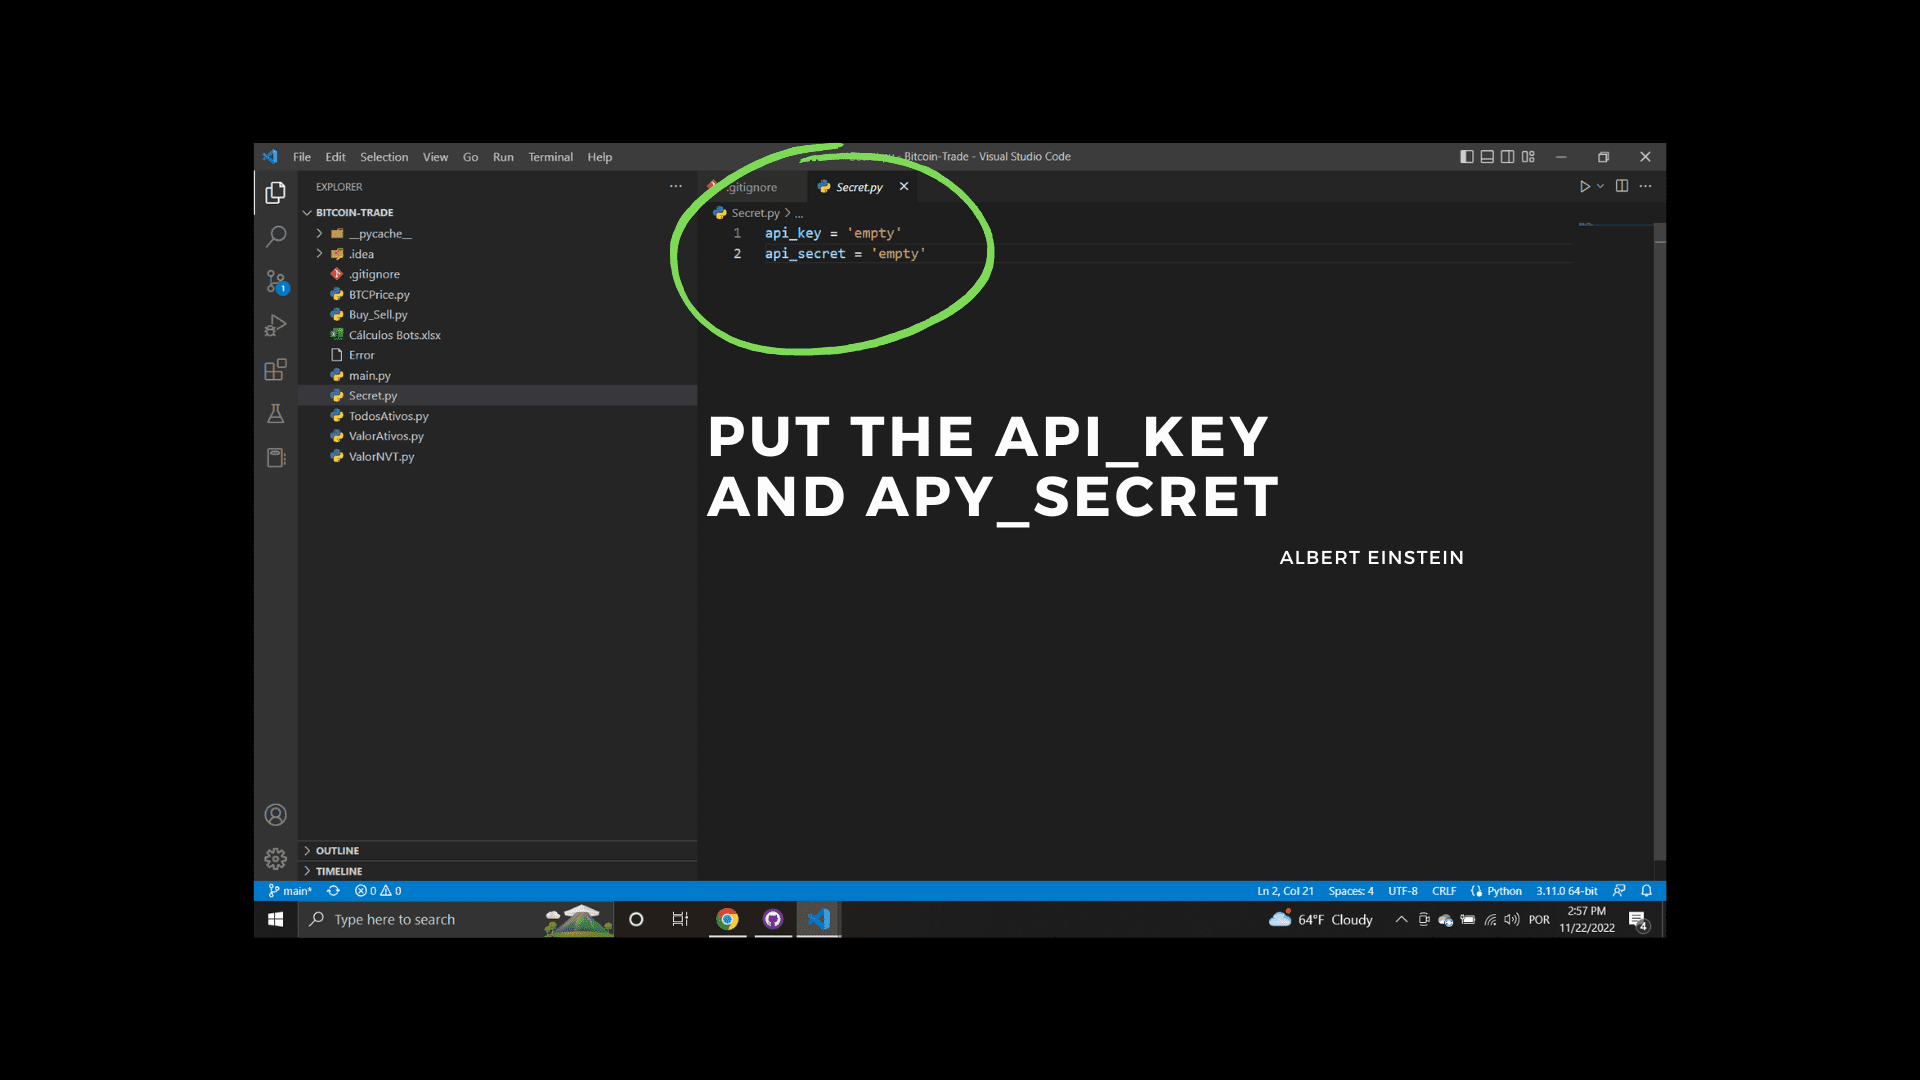 File Edit Selection View Go Run Terminal Help
Bitcoin-Trade - Visual Studio Code
EXPLORER
.gitignore
Secret.py
BITCOIN-TRADE
Secret.py > ...
__pycache__
1 api_key = 'empty'
.idea
2 api_secret = 'empty'
.gitignore
BTCPrice.py
Buy_Sell.py
Cálculos Bots.xlsx
Error
main.py
Secret.py
TodosAtivos.py
ValorAtivos.py
ValorNVT.py
PUT THE API_KEY
AND APY_SECRET
ALBERT EINSTEIN
OUTLINE
TIMELINE
main* 0 0 Ln 2, Col 21 Spaces: 4 UTF-8 CRLF Python 3.11.0 64-bit
Type here to search 64°F Cloudy POR
2:57 PM
11/22/2022
4
1